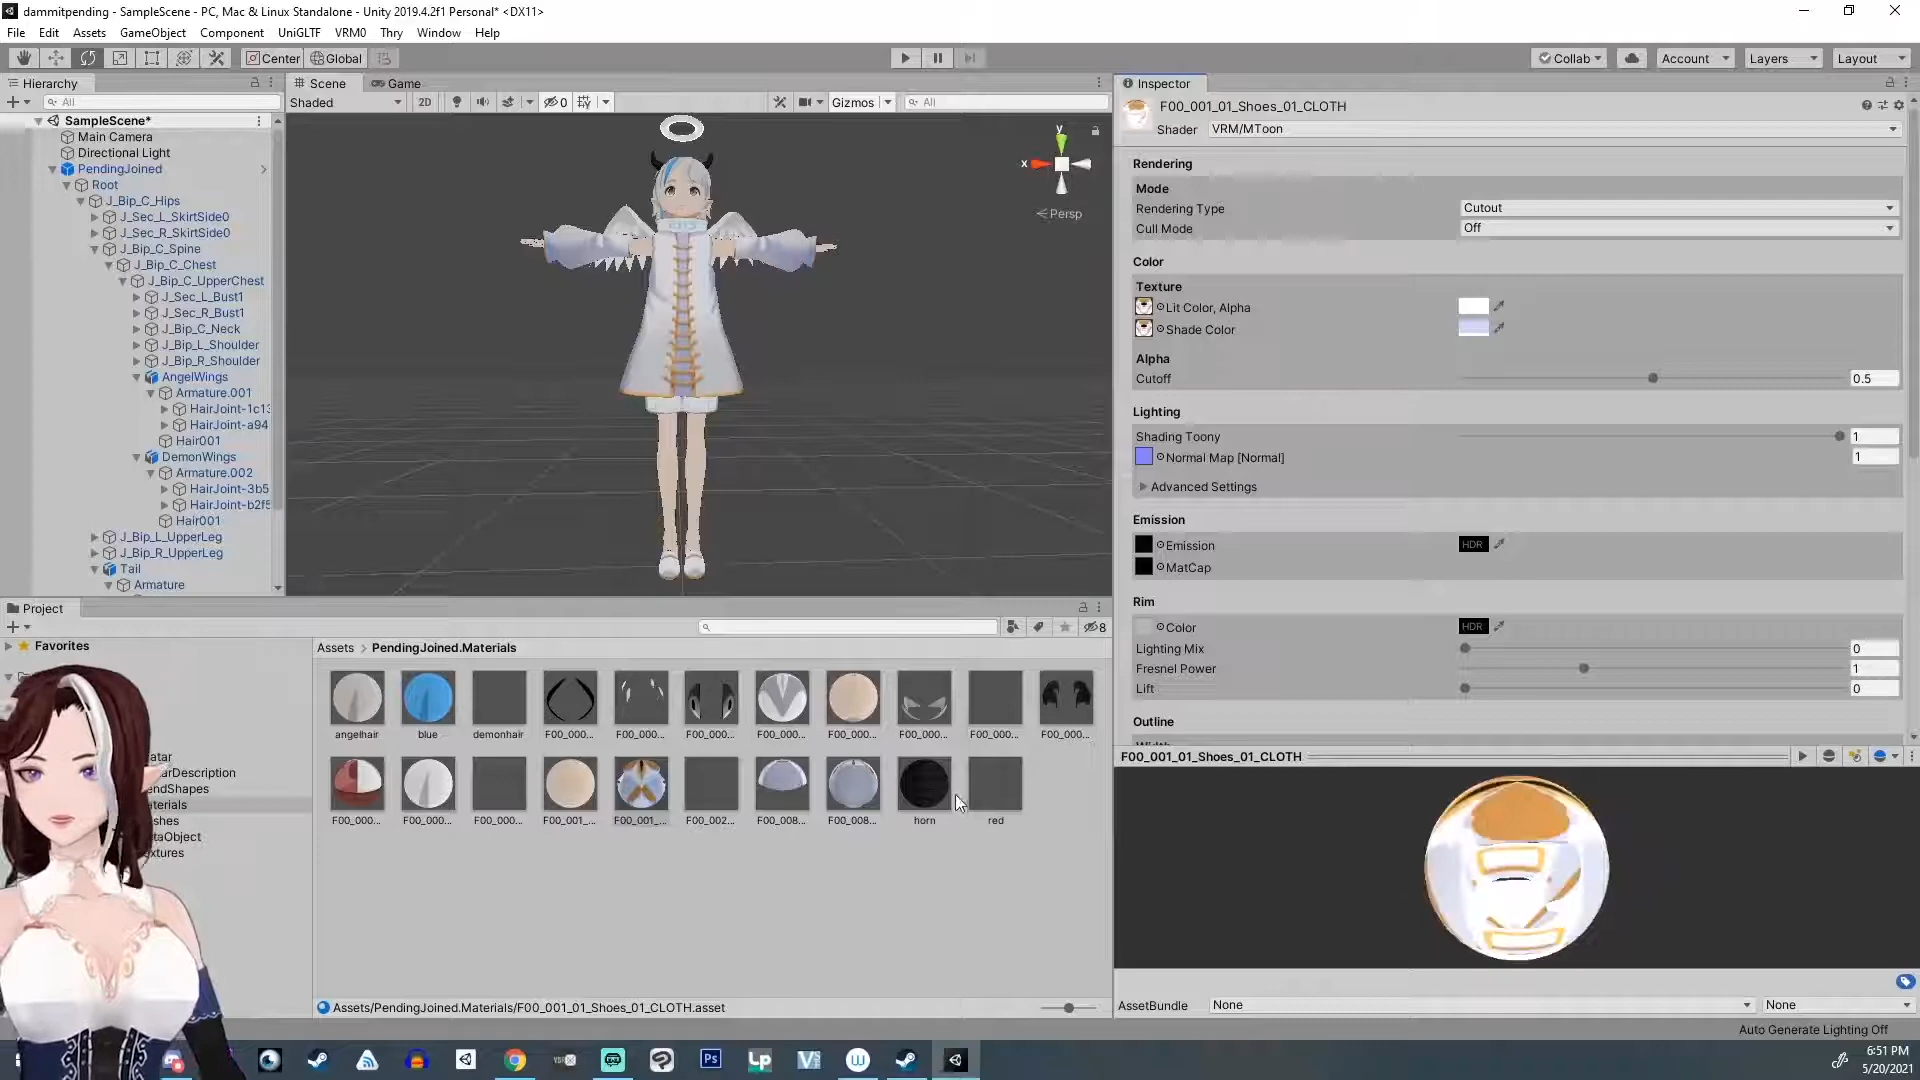 dammitpending - SampleScene - PC, Mac & Linux Standalone - Unity 2019.4.2f1 Personal* <DX11>
File Edit Assets GameObject Component UniGLTF VRM0 Thry Window Help
Center Global Collab Account Layers Layout
Hierarchy
All
SampleScene*
Main Camera
Directional Light
PendingJoined
Root
J_Bip_C_Hips
J_Sec_L_SkirtSide0
J_Sec_R_SkirtSide0
J_Bip_C_Spine
J_Bip_C_Chest
J_Bip_C_UpperChest
J_Sec_L_Bust1
J_Sec_R_Bust1
J_Bip_C_Neck
J_Bip_L_Shoulder
J_Bip_R_Shoulder
AngelWings
Armature.001
HairJoint-1c13
HairJoint-a94
Hair001
DemonWings
Armature.002
HairJoint-3b5
HairJoint-b2f5
Hair001
J_Bip_L_UpperLeg
J_Bip_R_UpperLeg
Tail
Armature
Scene Game
Shaded 2D 0 Gizmos All
y
x
Persp
Inspector
F00_001_01_Shoes_01_CLOTH
Shader VRM/MToon
Rendering
Mode
Rendering Type Cutout
Cull Mode Off
Color
Texture
Lit Color, Alpha
Shade Color
Alpha
Cutoff 0.5
Lighting
Shading Toony 1
Normal Map [Normal] 1
Advanced Settings
Emission
Emission HDR
MatCap
Rim
Color HDR
Lighting Mix 0
Fresnel Power 1
Lift 0
Outline
F00_001_01_Shoes_01_CLOTH
AssetBundle None None
Auto Generate Lighting Off
Project
8
Favorites
atar
arDescription
endShapes
aterials
shes
taObject
xtures
Assets > PendingJoined.Materials
angelhair blue demonhair F00_000... F00_000... F00_000... F00_000... F00_000... F00_000... F00_000... F00_000...
F00_000... F00_000... F00_000... F00_001_... F00_001_... F00_002... F00_008... F00_008... horn red
Assets/PendingJoined.Materials/F00_001_01_Shoes_01_CLOTH.asset
Ps Lp
6:51 PM
5/20/2021